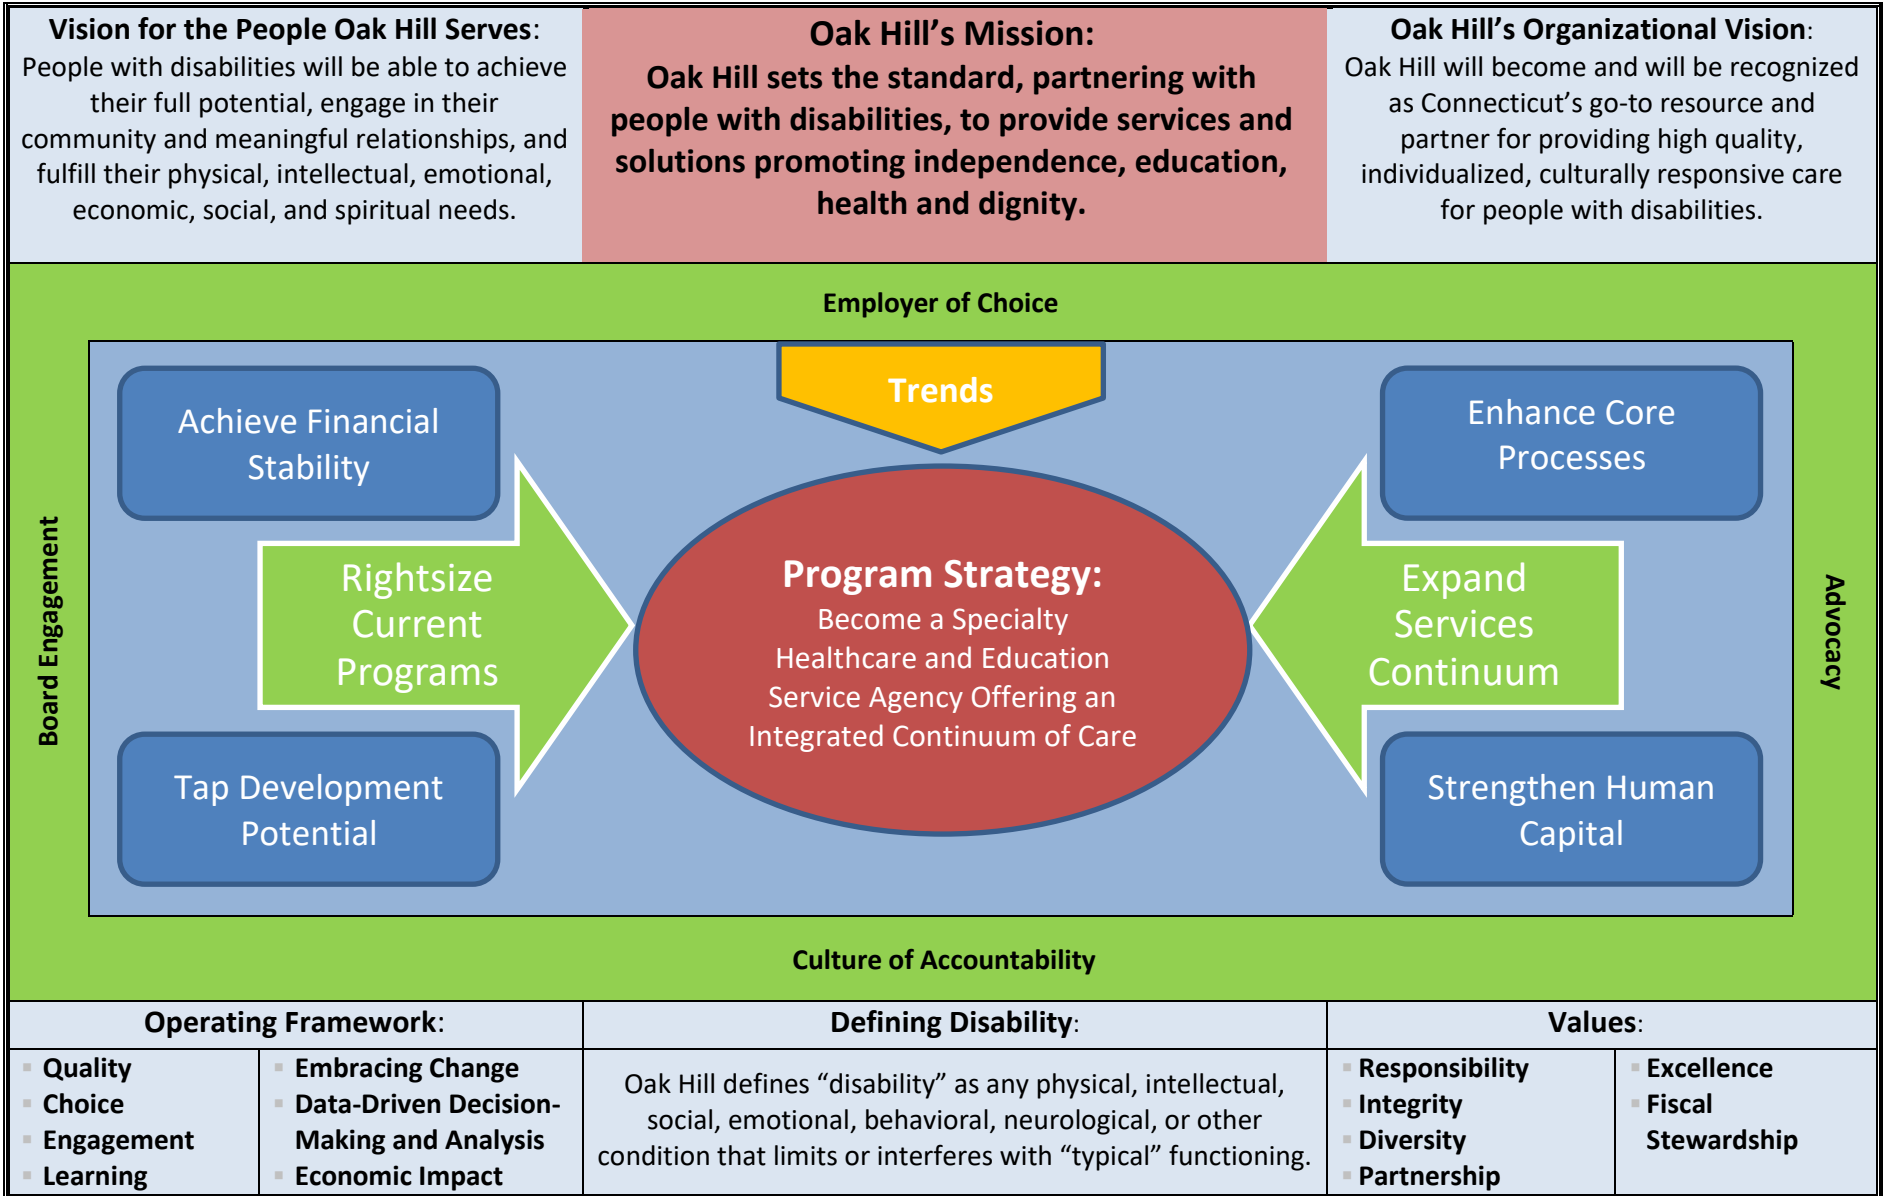 Vision for the People Oak Hill Serves:
People with disabilities will be able to achieve
their full potential, engage in their
community and meaningful relationships, and
fulfill their physical, intellectual, emotional,
economic, social, and spiritual needs.
Oak Hill's Mission:
Oak Hill sets the standard, partnering with
people with disabilities, to provide services and
solutions promoting independence, education,
health and dignity.
Oak Hill's Organizational Vision:
Oak Hill will become and will be recognized
as Connecticut's go-to resource and
partner for providing high quality,
individualized, culturally responsive care
for people with disabilities.
Employer of Choice
Board Engagement
Achieve Financial
Stability
Rightsize
Current
Programs
Tap Development
Potential
Trends
Program Strategy:
Become a Specialty
Healthcare and Education
Service Agency Offering an
Integrated Continuum of Care
Enhance Core
Processes
Expand
Services
Continuum
Strengthen Human
Capital
Advocacy
Culture of Accountability
Operating Framework:
▪ Quality
▪ Choice
▪ Engagement
▪ Learning
▪ Embracing Change
▪ Data-Driven Decision-
Making and Analysis
▪ Economic Impact
Defining Disability:
Oak Hill defines “disability” as any physical, intellectual,
social, emotional, behavioral, neurological, or other
condition that limits or interferes with “typical” functioning.
Values:
▪ Responsibility
▪ Integrity
▪ Diversity
▪ Partnership
▪ Excellence
▪ Fiscal
Stewardship